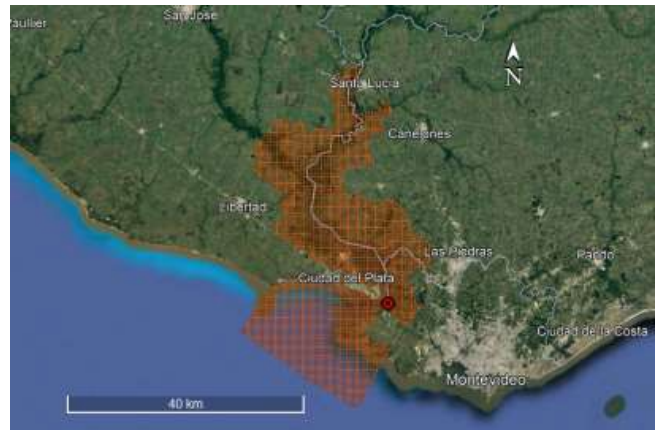 San José
N
Santa Lucía
Canelones
Libertad
Las Piedras
Pando
Ciudad del Plata
Ciudad de la Costa
Montevideo
40 km